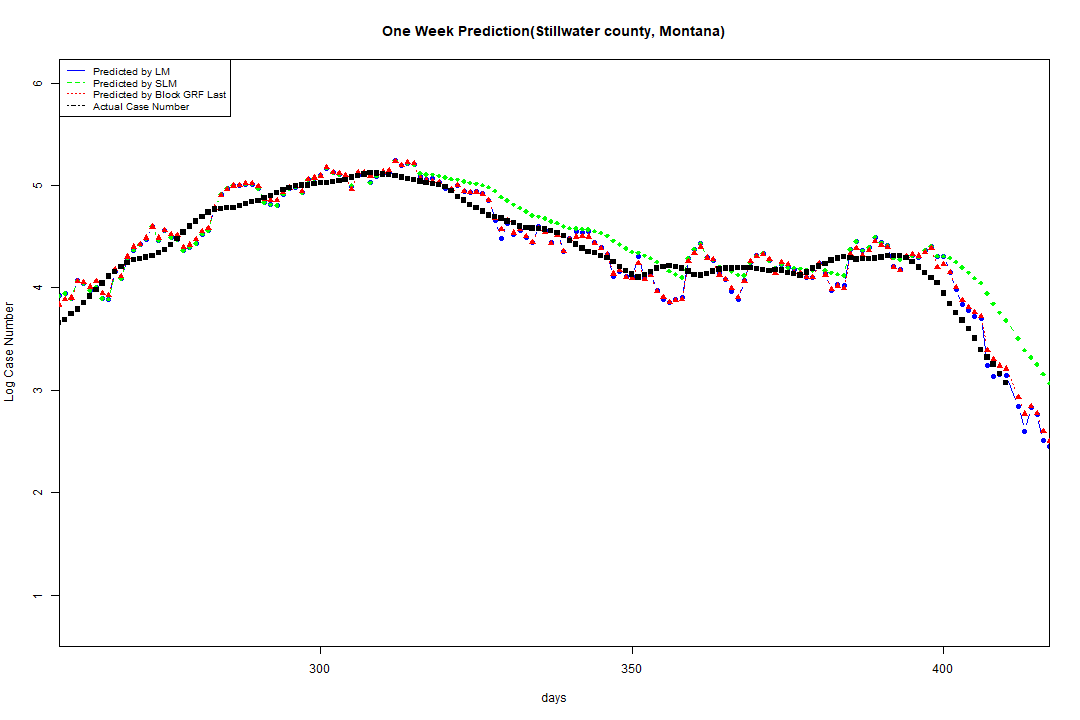 One Week Prediction(Stillwater county, Montana)
Predicted by LM
Predicted by SLM
Predicted by Block GRF Last
Actual Case Number
Log Case Number
6
5
4
3
2
1
300
350
400
days